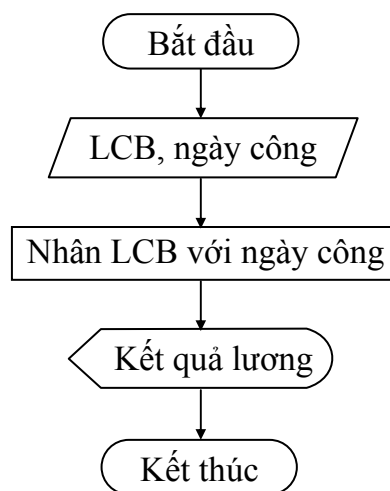 Bắt đầu
LCB, ngày công
Nhân LCB với ngày công
Kết quả lương
Kết thúc